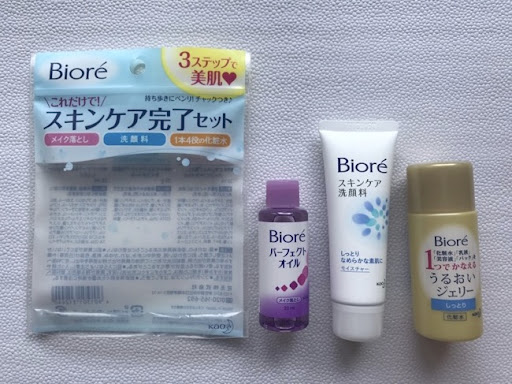 Bioré
3ステップで
美肌♥
\これだけで!/
持ち歩きにベンリ!チャックつき♪
スキンケア完了セット
メイク落とし
洗顔料
1本4役の化粧水
kao
Bioré
パーフェクト
オイル
メイク落とし
Bioré
スキンケア
洗顔料
しっとり
なめらかな素肌に
モイスチャー
kao
Bioré
「化粧水/乳液/
美容液/パック」が
1つでかなえる
うるおい
ジェリー
しっとり
化粧水